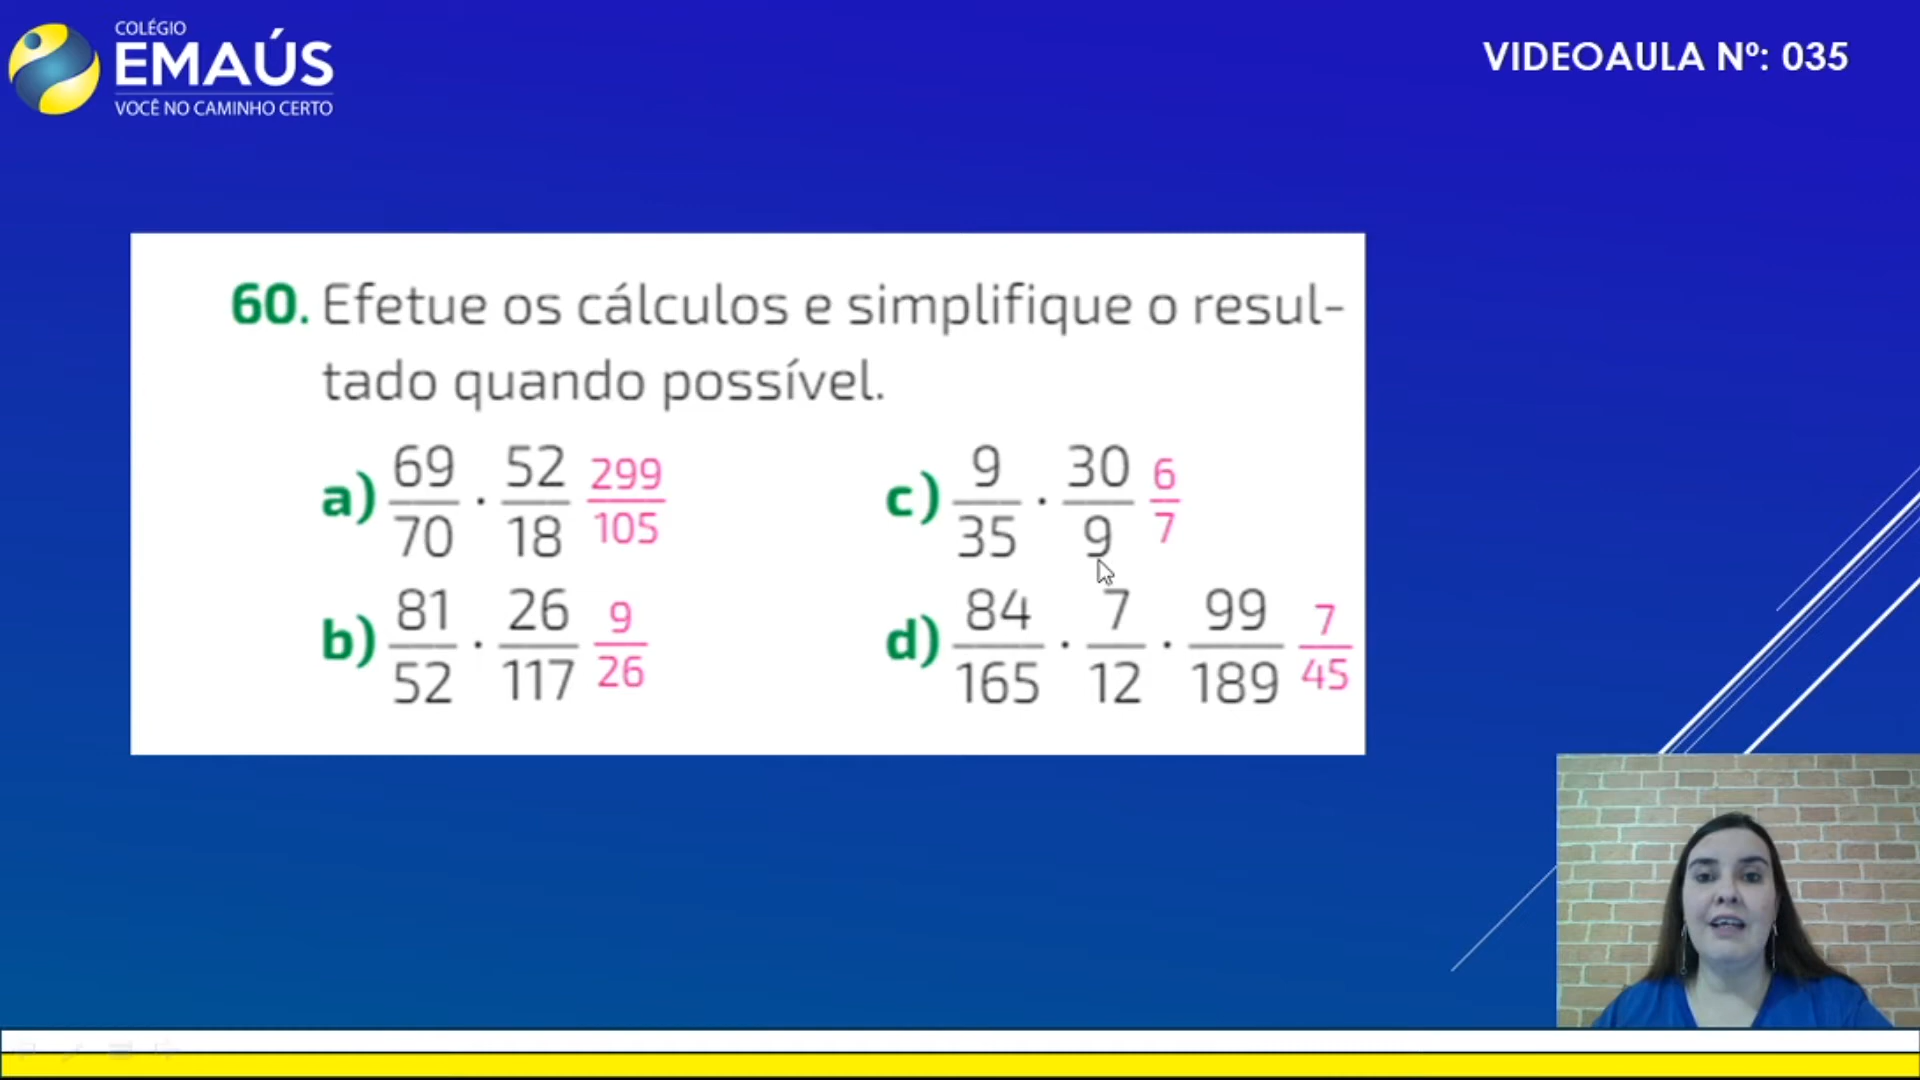 COLÉGIO
EMAÚS
VOCÊ NO CAMINHO CERTO
VIDEOAULA Nº: 035
60. Efetue os cálculos e simplifique o resul-
tado quando possível.
a) 69/70 · 52/18 299/105
b) 81/52 · 26/117 9/26
c) 9/35 · 30/9 6/7
d) 84/165 · 7/12 · 99/189 7/45